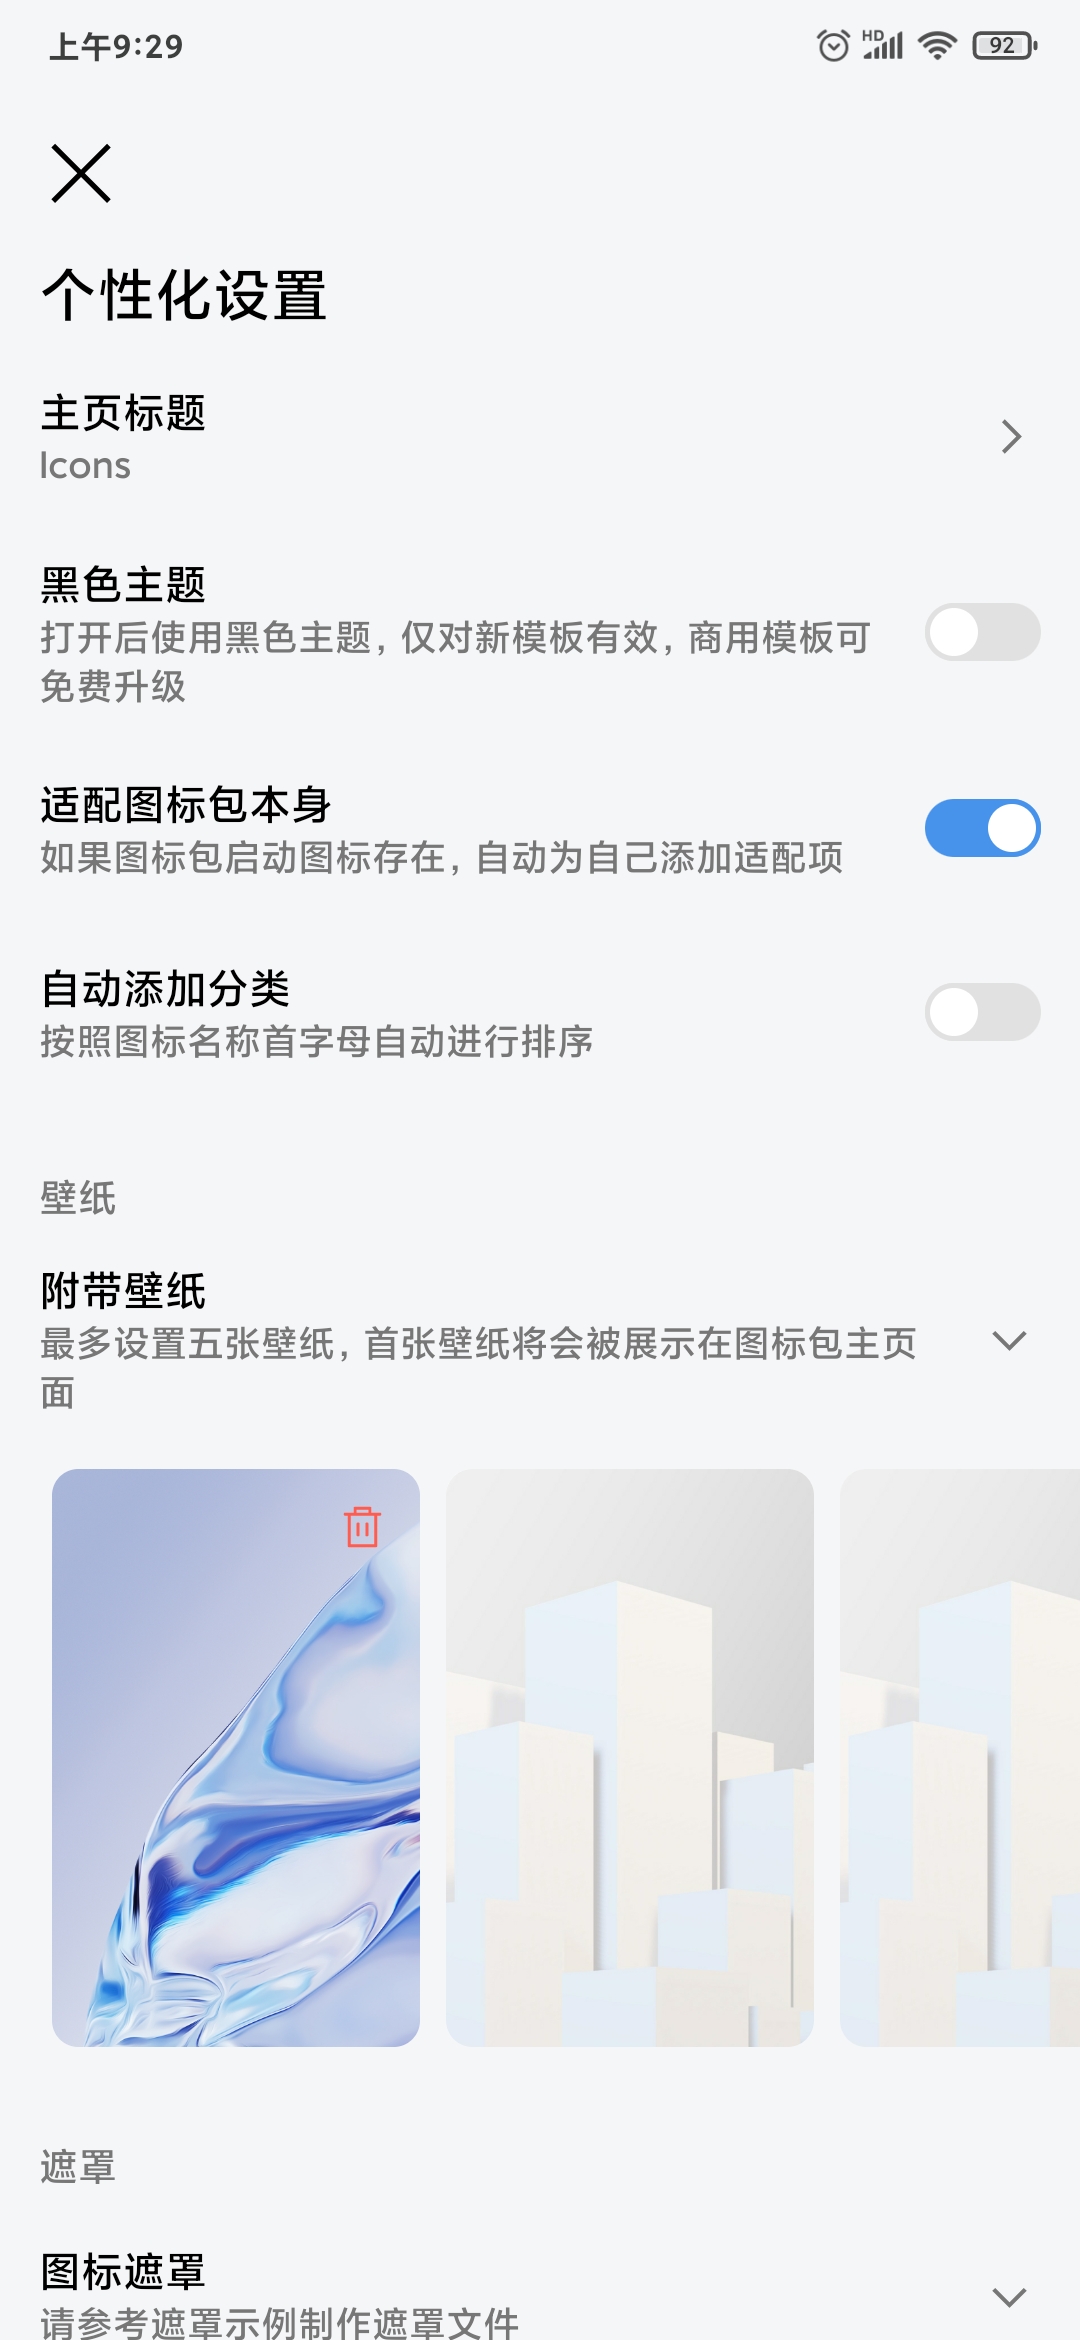 上午9:29
HD
92
个性化设置
主页标题
Icons
黑色主题
打开后使用黑色主题，仅对新模板有效，商用模板可
免费升级
适配图标包本身
如果图标包启动图标存在，自动为自己添加适配项
自动添加分类
按照图标名称首字母自动进行排序
壁纸
附带壁纸
最多设置五张壁纸，首张壁纸将会被展示在图标包主页
面
遮罩
图标遮罩
请参考遮罩示例制作遮罩文件